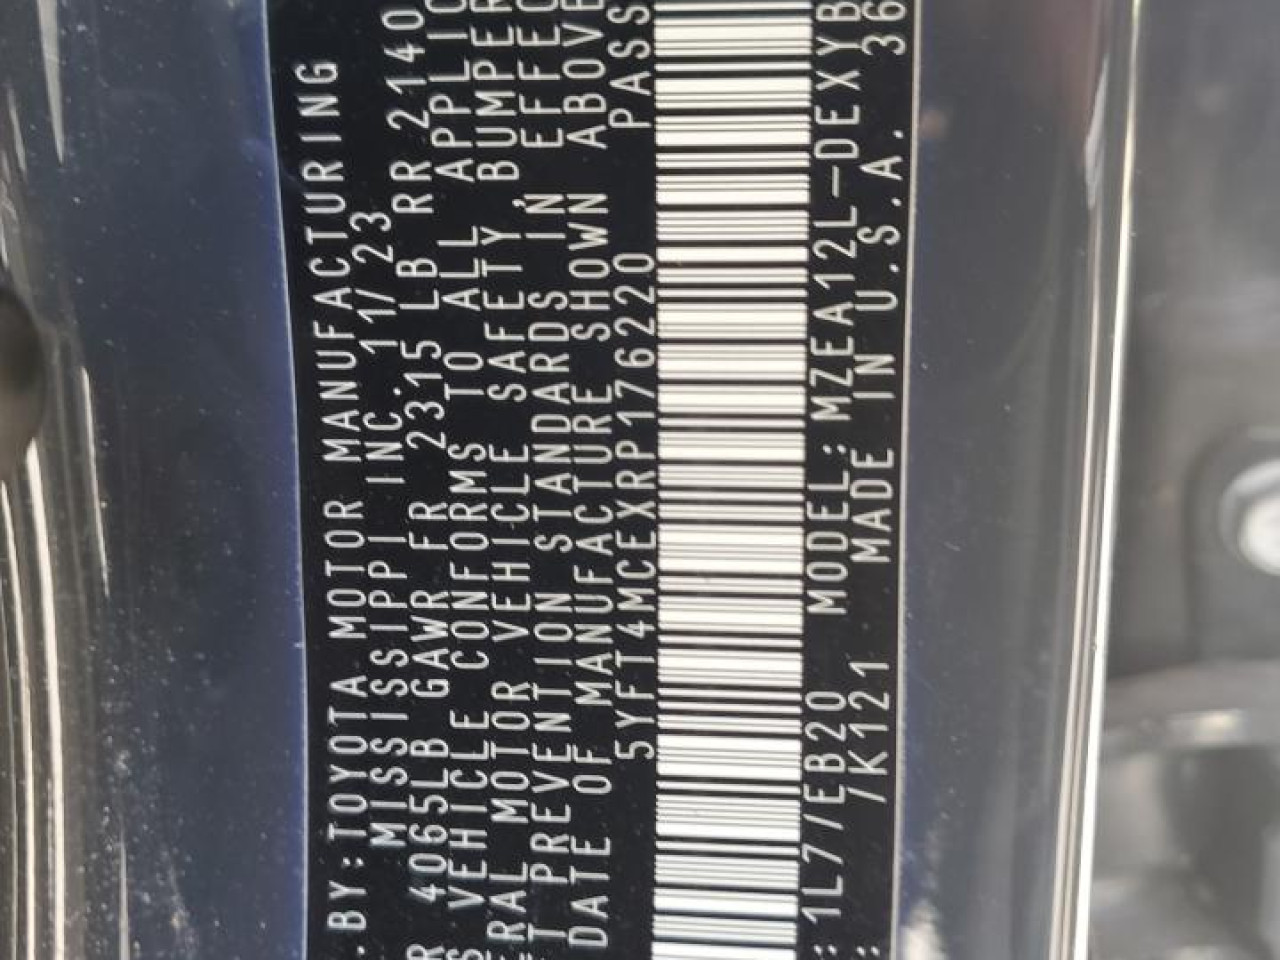 .BY:TOYOTA MOTOR MANUFACTURING
MISSISSIPPI INC. 11/23
R 4065LB GAWR FR 2315 LB RR 2140
S VEHICLE CONFORMS TO ALL APPLIC
ERAL MOTOR VEHICLE SAFETY, BUMPER
T PREVENTION STANDARDS IN EFFEC
DATE OF MANUFACTURE SHOWN ABOVE
5YFT4MCEXRP176220 PASS
: 1L7/EB20 MODEL: MZEA12L-DEXYB
: /K121 MADE IN U.S.A. 36